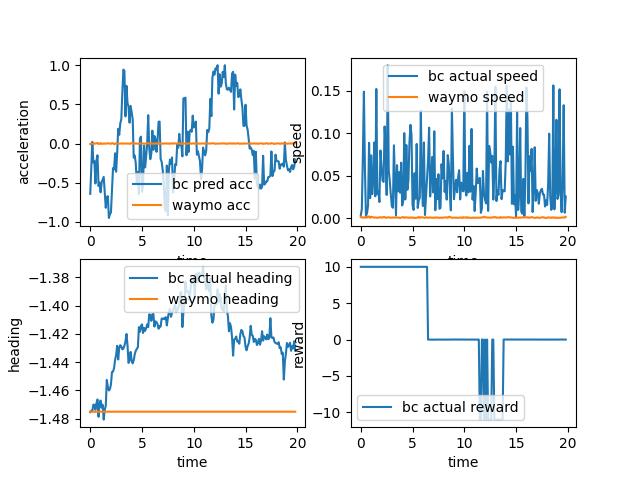 1.0
0.5
0.0
−0.5
−1.0
acceleration
bc pred acc
waymo acc
0 5 10 15 20
time
0.15
0.10
0.05
0.00
speed
bc actual speed
waymo speed
time
−1.38
−1.40
−1.42
−1.44
−1.46
−1.48
heading
bc actual heading
waymo heading
0 5 10 15 20
time
10
5
0
−5
−10
reward
bc actual reward
0 5 10 15 20
time
0 5 10 15 20